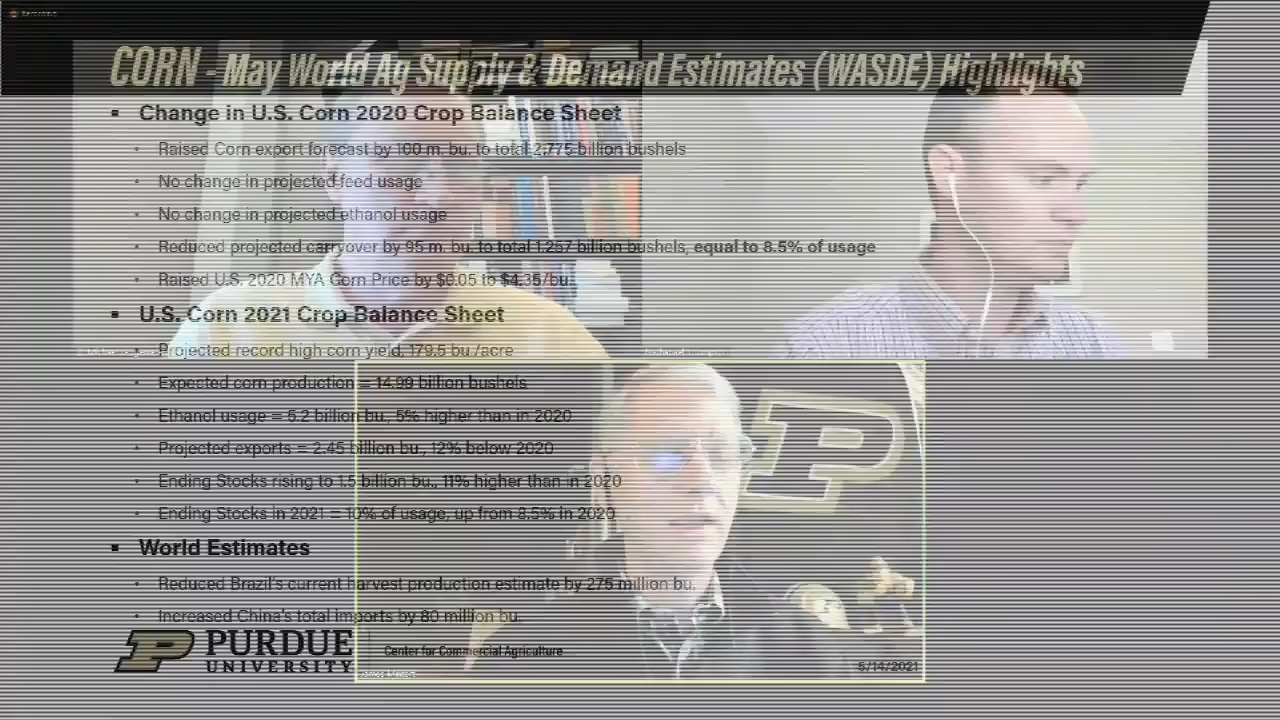 CORN - May World Ag Supply & Demand Estimates (WASDE) Highlights
▪ Change in U.S. Corn 2020 Crop Balance Sheet
• Raised Corn export forecast by 100 m. bu. to total 2.775 billion bushels
• No change in projected feed usage
• No change in projected ethanol usage
• Reduced projected carryover by 95 m. bu. to total 1.257 billion bushels, equal to 8.5% of usage
• Raised U.S. 2020 MYA Corn Price by $0.05 to $4.35/bu.
▪ U.S. Corn 2021 Crop Balance Sheet
• Projected record high corn yield, 179.5 bu./acre
• Expected corn production = 14.99 billion bushels
• Ethanol usage = 5.2 billion bu., 5% higher than in 2020
• Projected exports = 2.45 billion bu., 12% below 2020
• Ending Stocks rising to 1.5 billion bu., 11% higher than in 2020
• Ending Stocks in 2021 = 10% of usage, up from 8.5% in 2020
▪ World Estimates
• Reduced Brazil's current harvest production estimate by 275 million bu.
• Increased China's total imports by 80 million bu.
PURDUE
UNIVERSITY
Center for Commercial Agriculture
5/14/2021